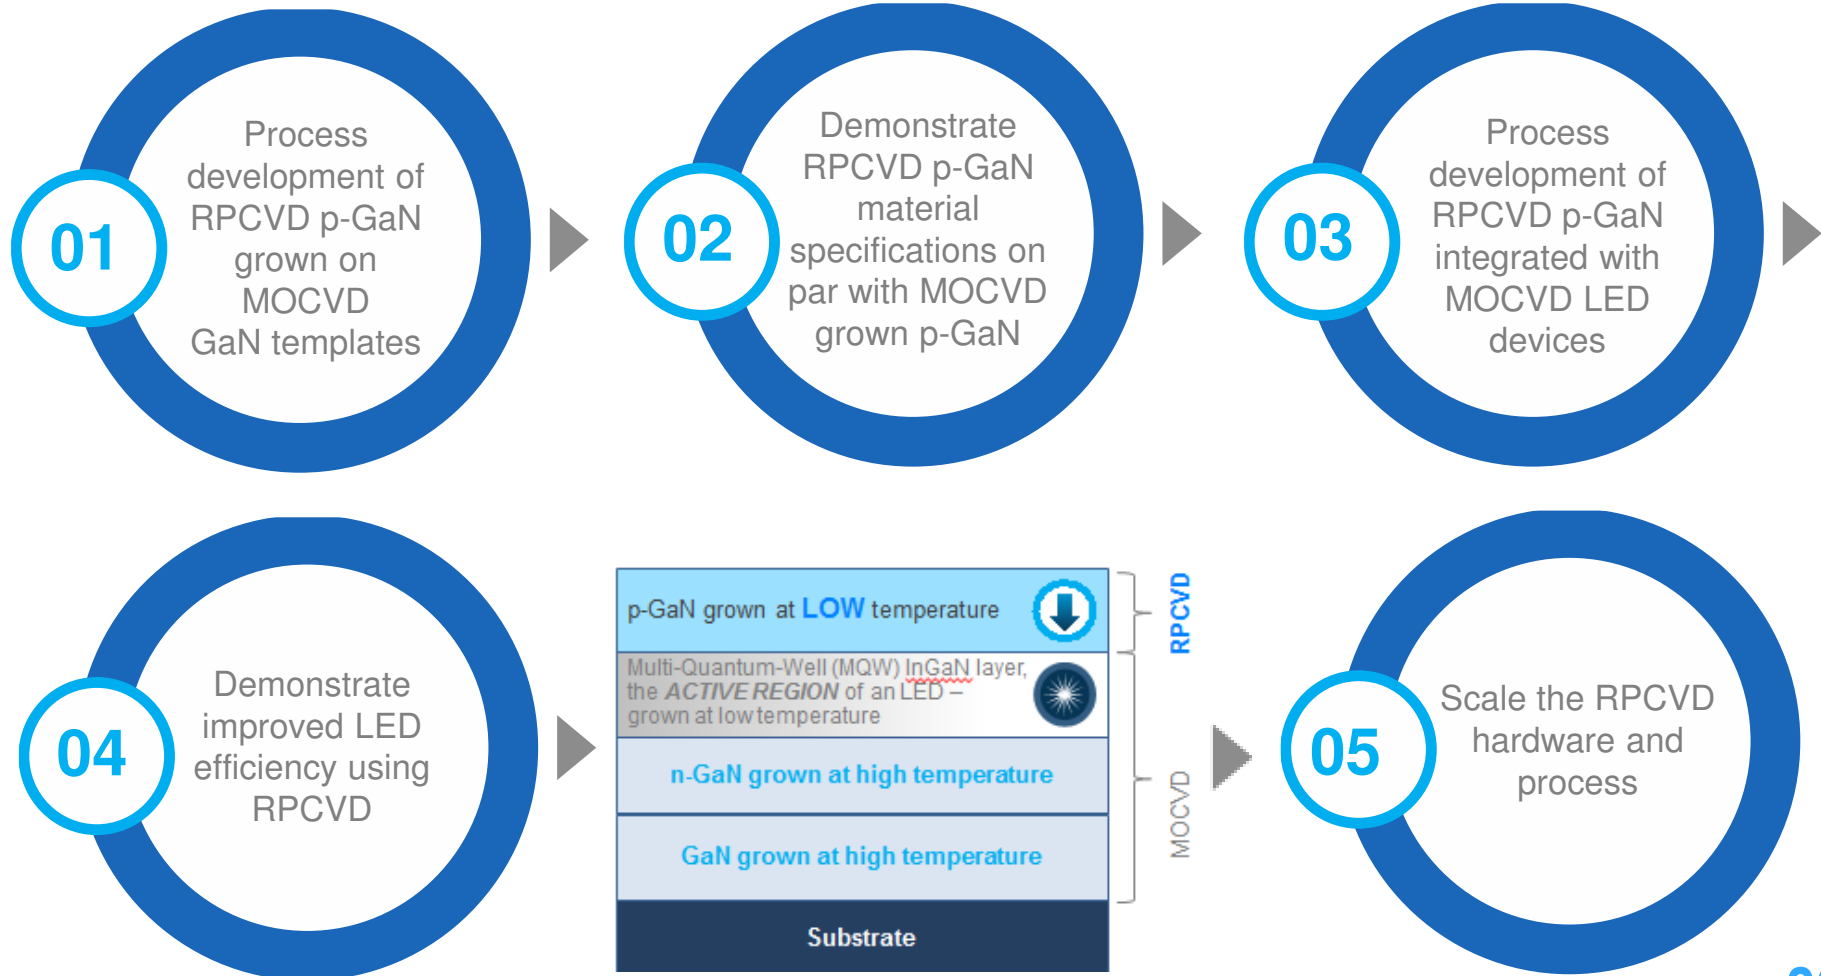 01
Process
development of
RPCVD p-GaN
grown on
MOCVD
GaN templates
02
Demonstrate
RPCVD p-GaN
material
specifications on
par with MOCVD
grown p-GaN
03
Process
development of
RPCVD p-GaN
integrated with
MOCVD LED
devices
04
Demonstrate
improved LED
efficiency using
RPCVD
p-GaN grown at LOW temperature
Multi-Quantum-Well (MQW) InGaN layer,
the ACTIVE REGION of an LED –
grown at low temperature
n-GaN grown at high temperature
GaN grown at high temperature
Substrate
RPCVD
MOCVD
05
Scale the RPCVD
hardware and
process